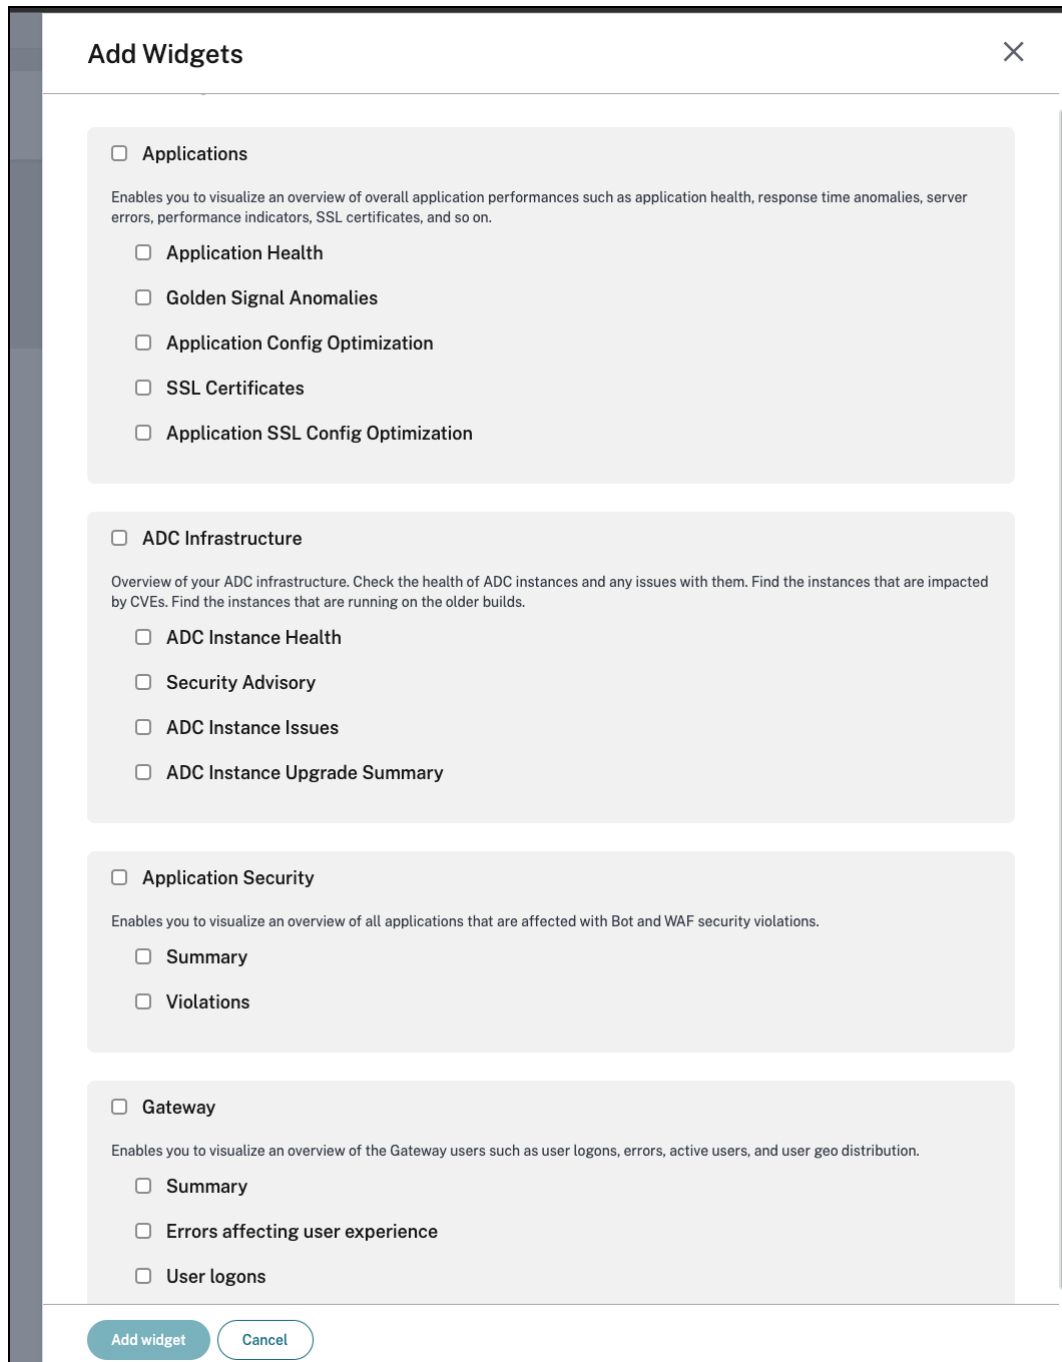 Add Widgets
Applications
Enables you to visualize an overview of overall application performances such as application health, response time anomalies, server
errors, performance indicators, SSL certificates, and so on.
Application Health
Golden Signal Anomalies
Application Config Optimization
SSL Certificates
Application SSL Config Optimization
ADC Infrastructure
Overview of your ADC infrastructure. Check the health of ADC instances and any issues with them. Find the instances that are impacted
by CVEs. Find the instances that are running on the older builds.
ADC Instance Health
Security Advisory
ADC Instance Issues
ADC Instance Upgrade Summary
Application Security
Enables you to visualize an overview of all applications that are affected with Bot and WAF security violations.
Summary
Violations
Gateway
Enables you to visualize an overview of the Gateway users such as user logons, errors, active users, and user geo distribution.
Summary
Errors affecting user experience
User logons
Add widget
Cancel